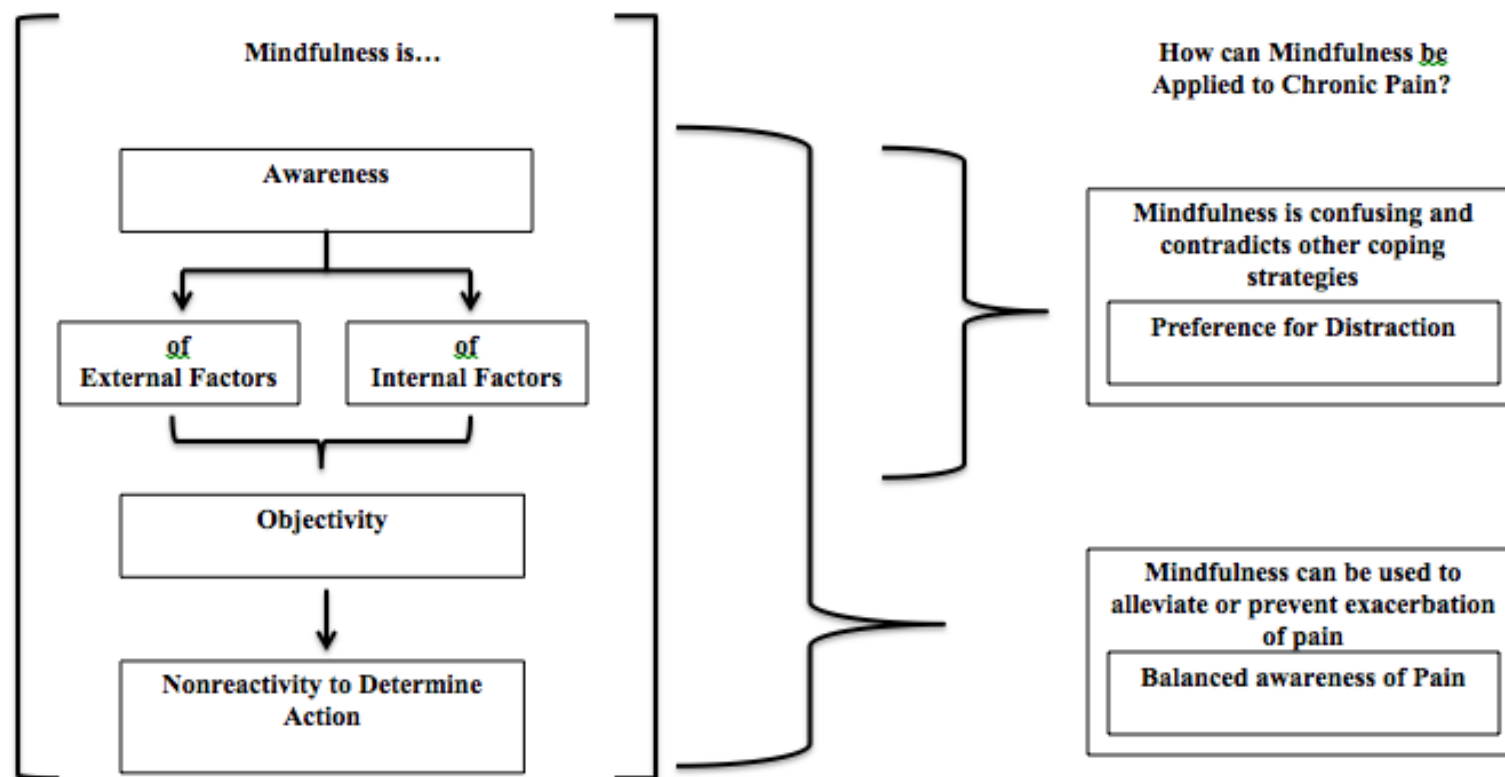 Mindfulness is…
Awareness
of
External Factors
of
Internal Factors
Objectivity
Nonreactivity to Determine
Action
How can Mindfulness be
Applied to Chronic Pain?
Mindfulness is confusing and
contradicts other coping
strategies
Preference for Distraction
Mindfulness can be used to
alleviate or prevent exacerbation
of pain
Balanced awareness of Pain